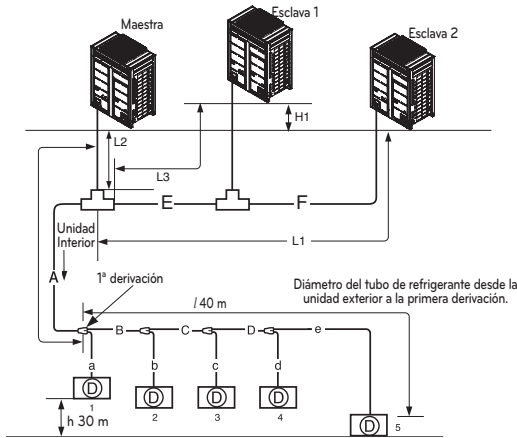 Maestra
Esclava 1
Esclava 2
H1
L2
L3
E
F
Unidad
Interior
L1
A
1ª derivación
Diámetro del tubo de refrigerante desde la
unidad exterior a la primera derivación.
l 40 m
B
C
D
e
a
b
c
d
D
D
D
D
D
1
2
3
4
5
h 30 m